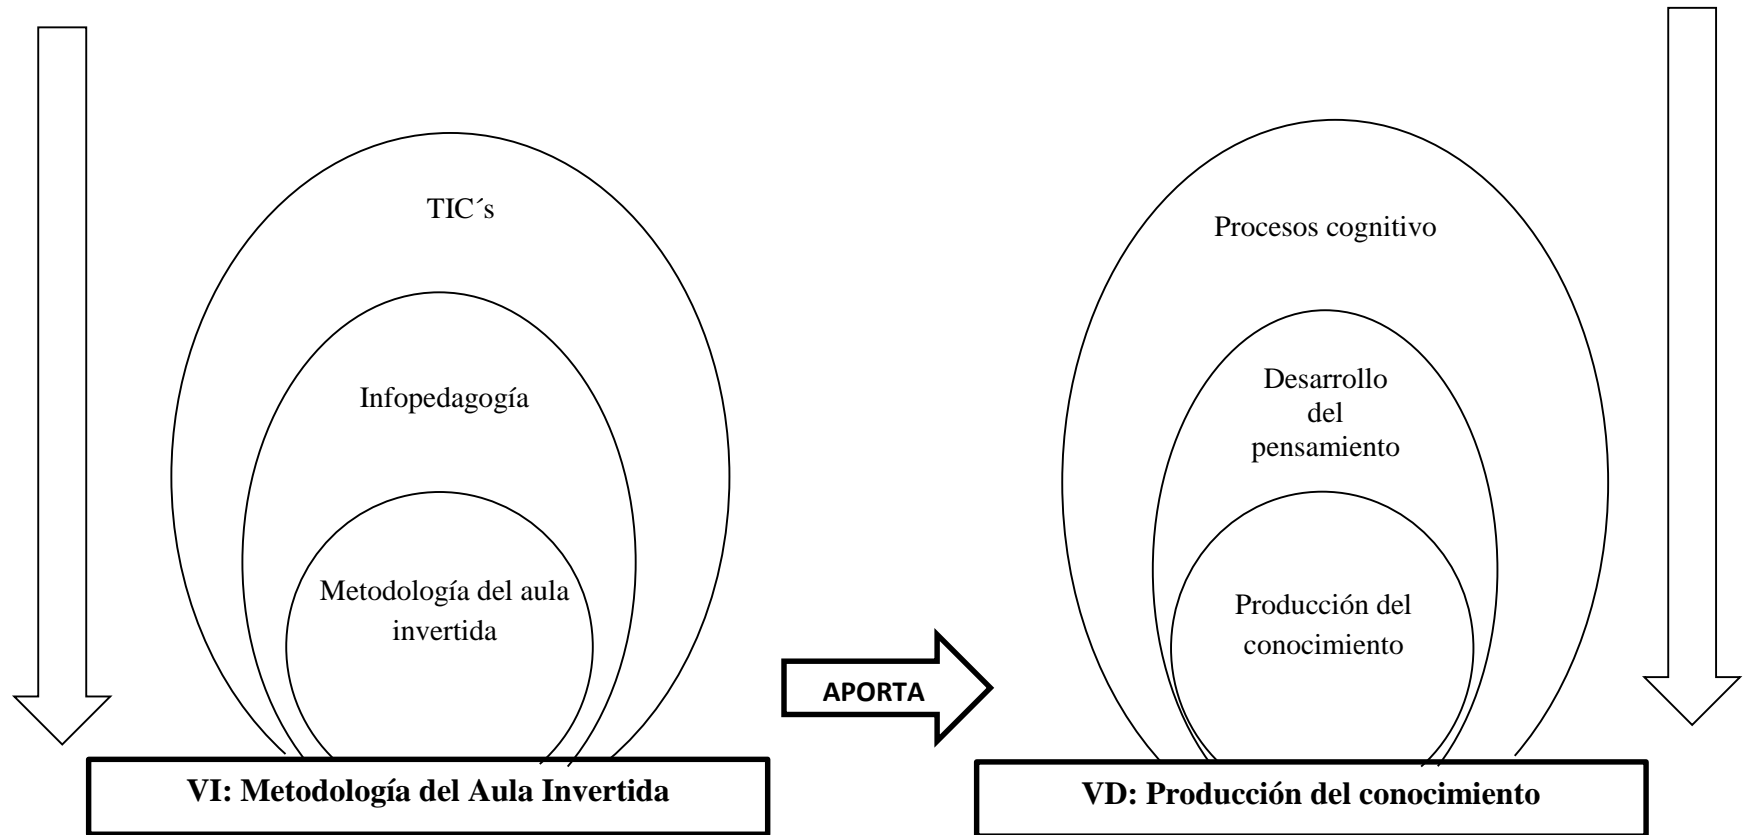 TIC´s
Infopedagogía
Metodología del aula
invertida
VI: Metodología del Aula Invertida
APORTA
Procesos cognitivo
Desarrollo
del
pensamiento
Producción del
conocimiento
VD: Producción del conocimiento